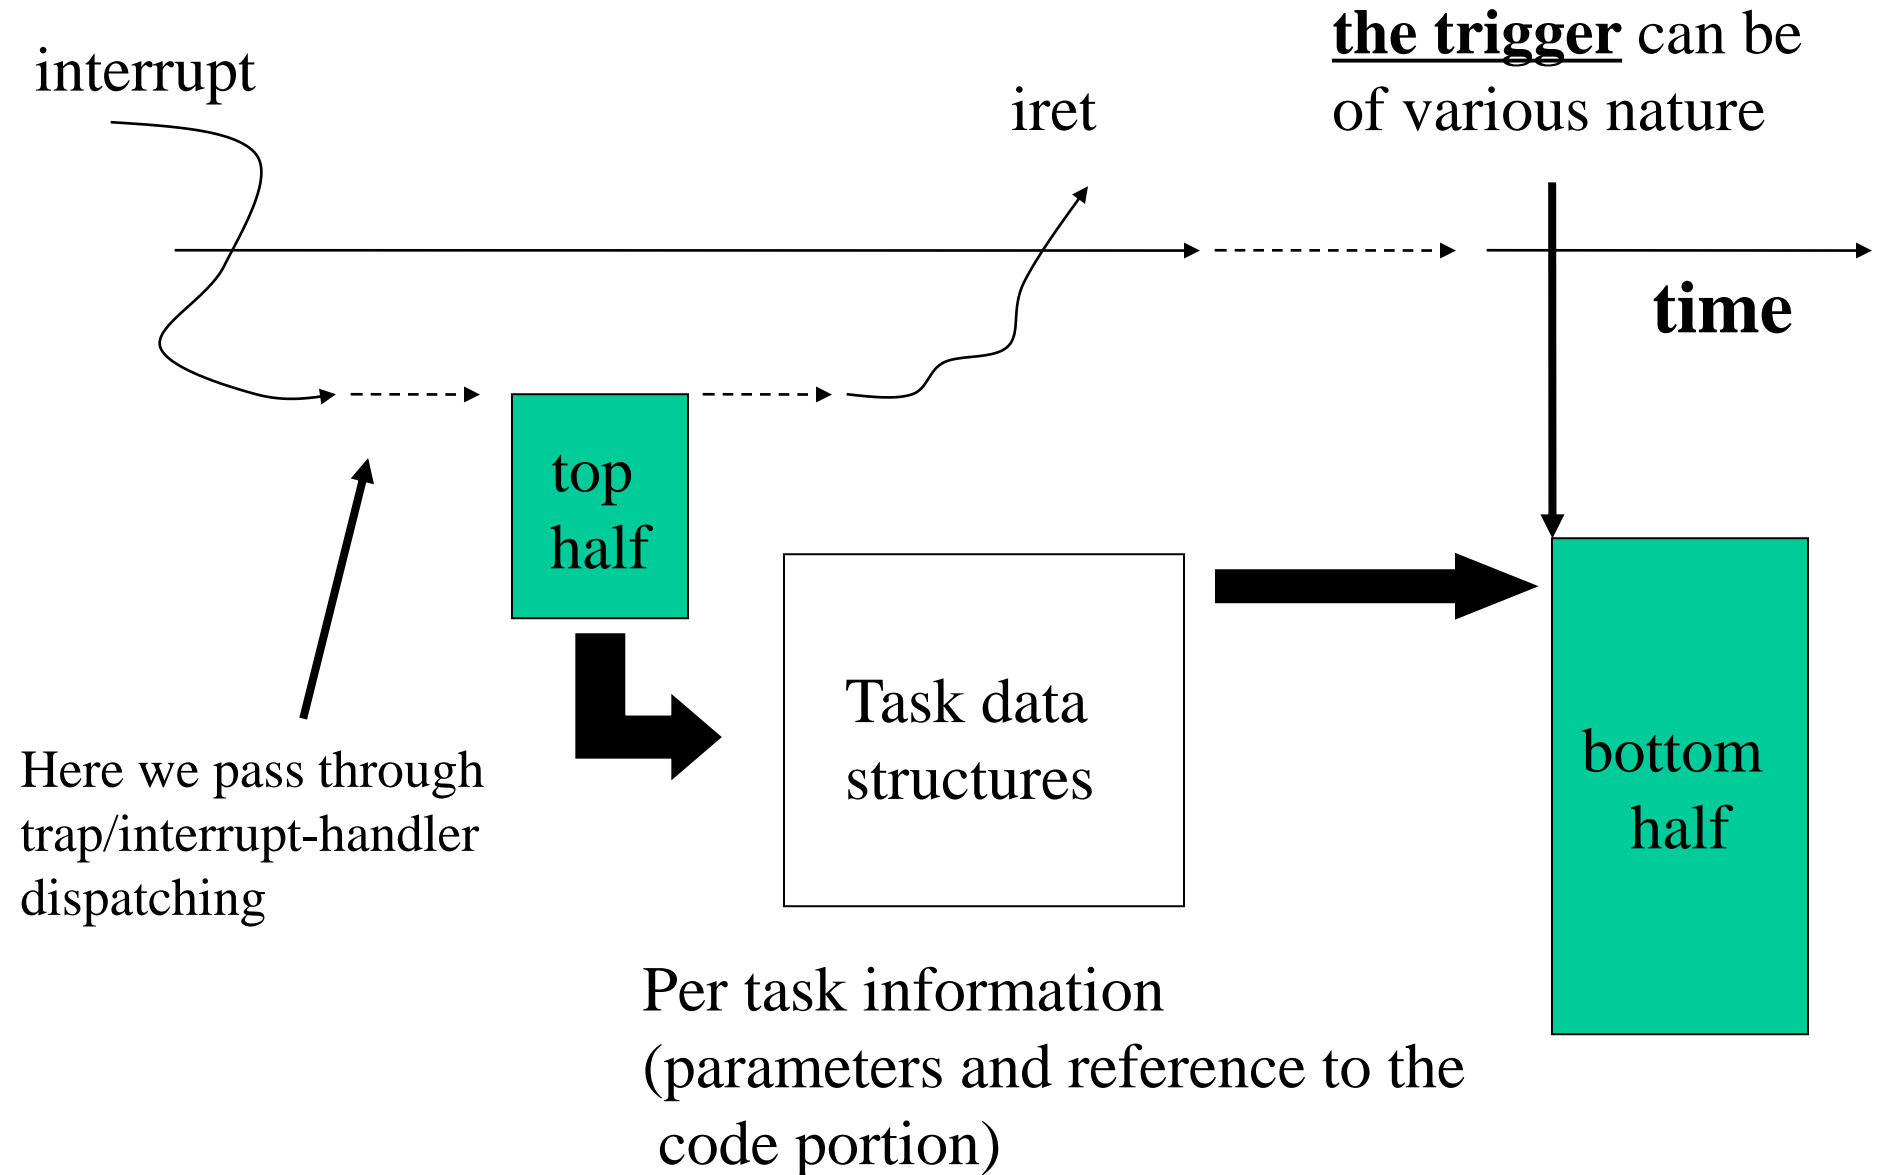 interrupt
iret
the trigger can be
of various nature
time
top
half
Task data
structures
bottom
half
Here we pass through
trap/interrupt-handler
dispatching
Per task information
(parameters and reference to the
code portion)